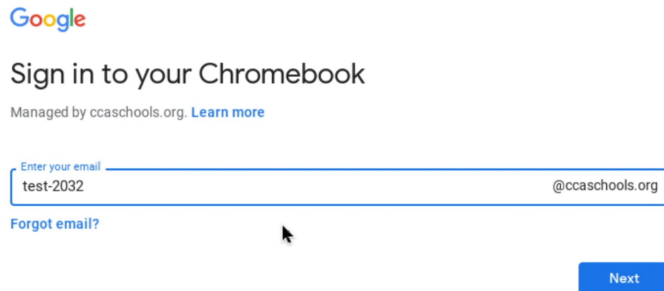 Google
Sign in to your Chromebook
Managed by ccaschools.org. Learn more
Enter your email
test-2032 @ccaschools.org
Forgot email?
Next